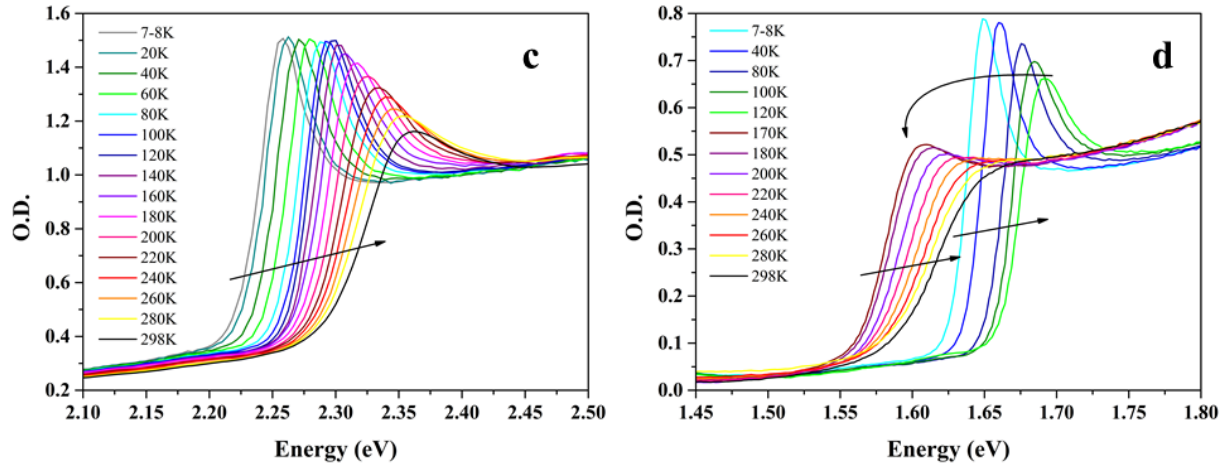 c
7-8K
20K
40K
60K
80K
100K
120K
140K
160K
180K
200K
220K
240K
260K
280K
298K
1.6
1.4
1.2
1.0
0.8
0.6
0.4
0.2
O.D.
2.10 2.15 2.20 2.25 2.30 2.35 2.40 2.45 2.50
Energy (eV)
d
7-8K
40K
80K
100K
120K
170K
180K
200K
220K
240K
260K
280K
298K
0.8
0.7
0.6
0.5
0.4
0.3
0.2
0.1
0.0
O.D.
1.45 1.50 1.55 1.60 1.65 1.70 1.75 1.80
Energy (eV)